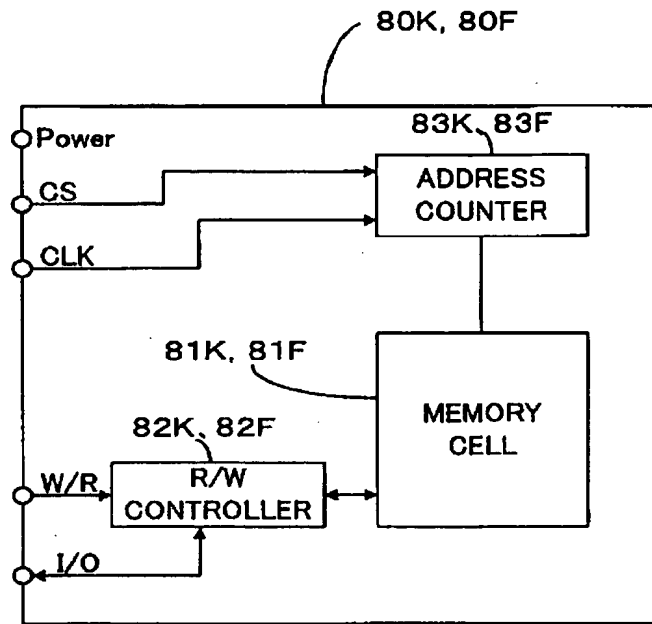 80K, 80F
Power
83K, 83F
CS
ADDRESS
COUNTER
CLK
81K, 81F
MEMORY
CELL
82K、82F
W/R
R/W
CONTROLLER
I/O